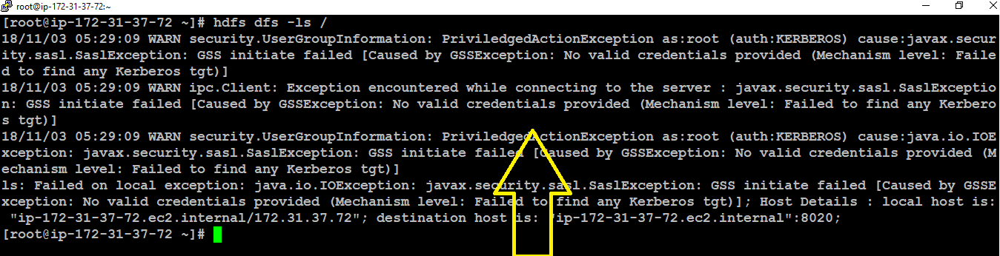 root@ip-172-31-37-72:~
[root@ip-172-31-37-72 ~]# hdfs dfs -ls /
18/11/03 05:29:09 WARN security.UserGroupInformation: PriviledgedActionException as:root (auth:KERBEROS) cause:javax.secur
ity.sasl.SaslException: GSS initiate failed [Caused by GSSException: No valid credentials provided (Mechanism level: Faile
d to find any Kerberos tgt)]
18/11/03 05:29:09 WARN ipc.Client: Exception encountered while connecting to the server : javax.security.sasl.SaslExceptio
n: GSS initiate failed [Caused by GSSException: No valid credentials provided (Mechanism level: Failed to find any Kerbero
s tgt)]
18/11/03 05:29:09 WARN security.UserGroupInformation: PriviledgedActionException as:root (auth:KERBEROS) cause:java.io.IOE
xception: javax.security.sasl.SaslException: GSS initiate failed [Caused by GSSException: No valid credentials provided (M
echanism level: Failed to find any Kerberos tgt)]
ls: Failed on local exception: java.io.IOException: javax.security.sasl.SaslException: GSS initiate failed [Caused by GSSE
xception: No valid credentials provided (Mechanism level: Failed to find any Kerberos tgt)]; Host Details : local host is:
"ip-172-31-37-72.ec2.internal/172.31.37.72"; destination host is: "ip-172-31-37-72.ec2.internal":8020;
[root@ip-172-31-37-72 ~]#